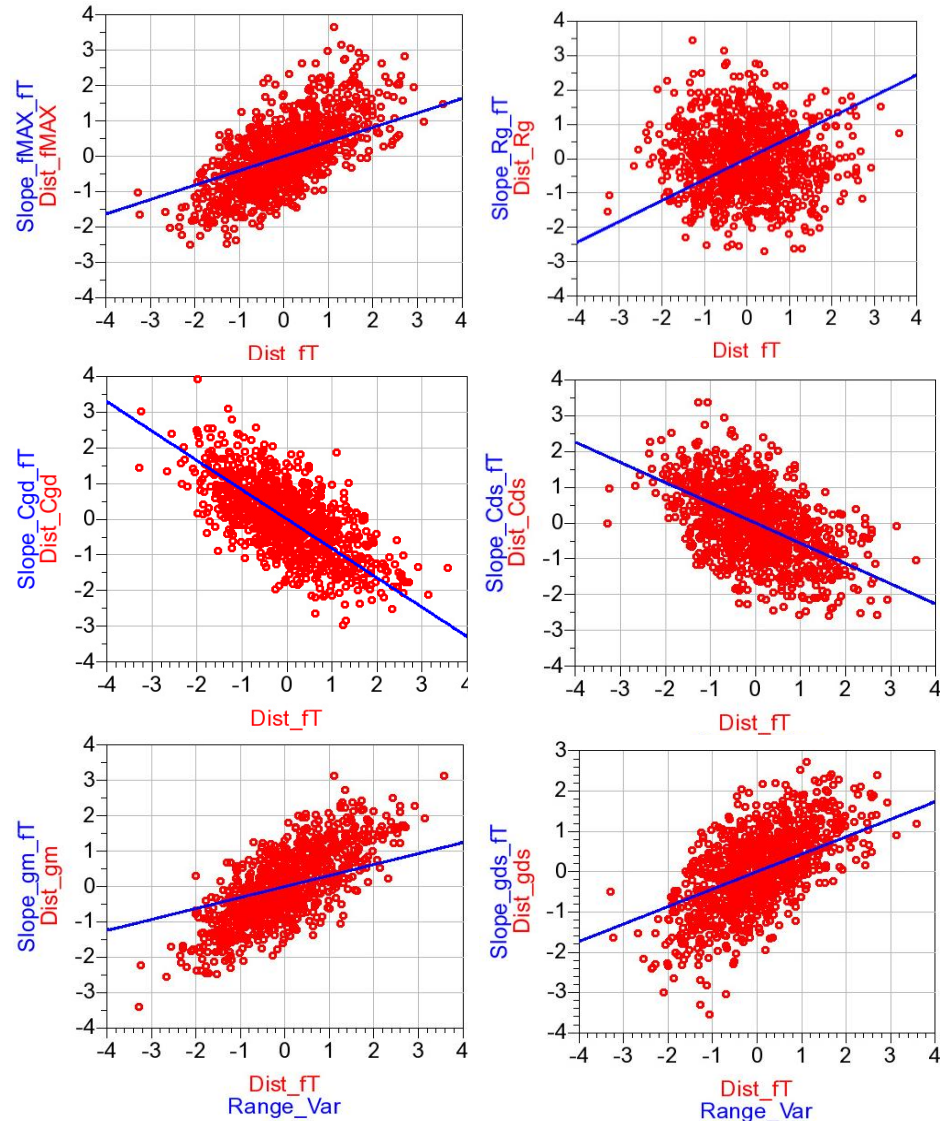 Slope_fMAX_fT
Dist_fMAX
4
3
2
1
0
-1
-2
-3
-4
-4 -3 -2 -1 0 1 2 3 4
Dist_fT
Slope_Rg_fT
Dist_Rg
4
3
2
1
0
-1
-2
-3
-4
-4 -3 -2 -1 0 1 2 3 4
Dist_fT
Slope_Cgd_fT
Dist_Cgd
4
3
2
1
0
-1
-2
-3
-4
-4 -3 -2 -1 0 1 2 3 4
Dist_fT
Slope_Cds_fT
Dist_Cds
4
3
2
1
0
-1
-2
-3
-4
-4 -3 -2 -1 0 1 2 3 4
Dist_fT
Slope_gm_fT
Dist_gm
4
3
2
1
0
-1
-2
-3
-4
-4 -3 -2 -1 0 1 2 3 4
Dist_fT
Range_Var
Slope_gds_fT
Dist_gds
3
2
1
0
-1
-2
-3
-4
-4 -3 -2 -1 0 1 2 3 4
Dist_fT
Range_Var